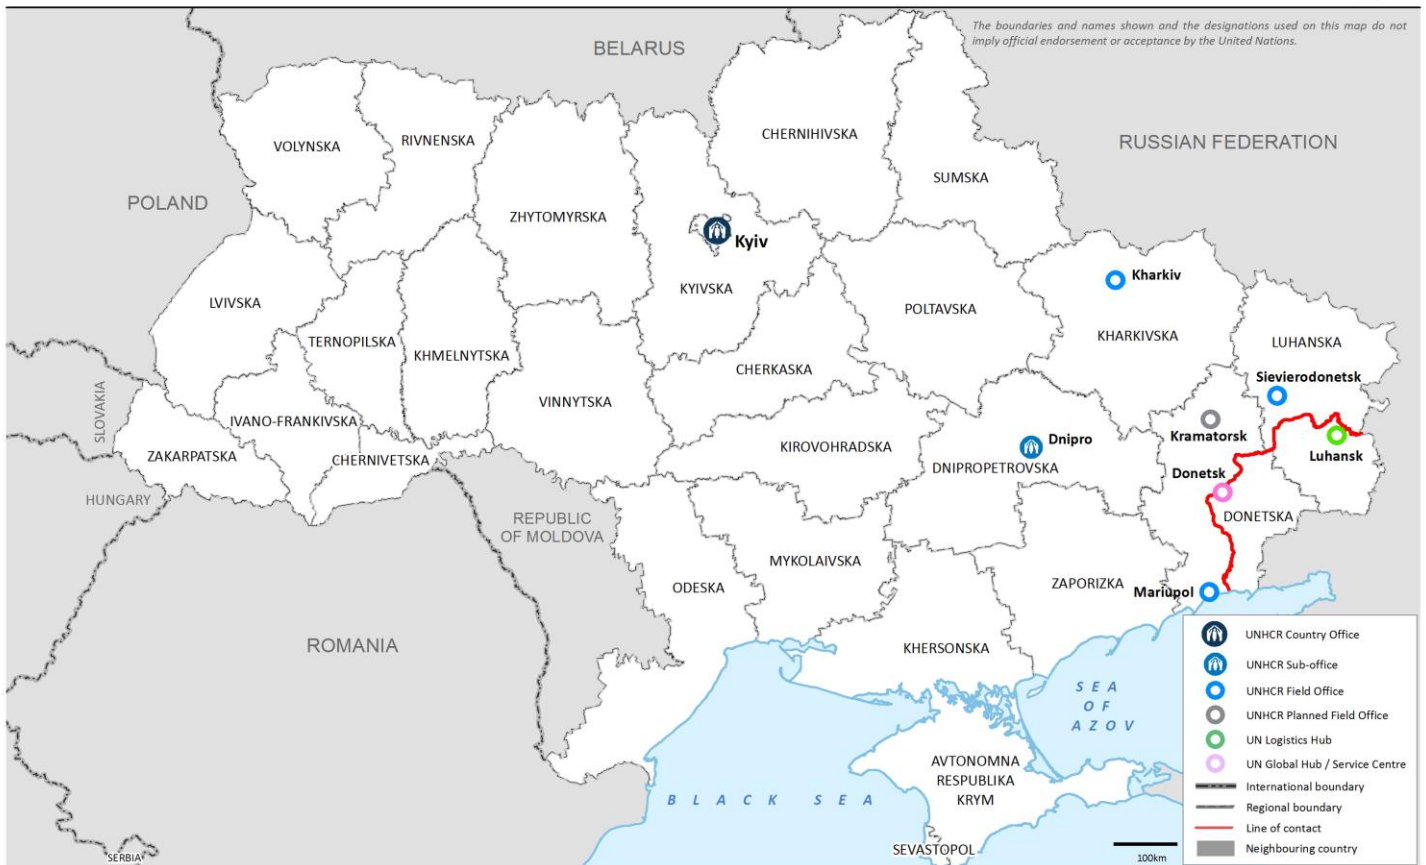 The boundaries and names shown and the designations used on this map do not
imply official endorsement or acceptance by the United Nations.
BELARUS
RUSSIAN FEDERATION
POLAND
VOLYNSKA
RIVNENSKA
CHERNIHIVSKA
SUMSKA
ZHYTOMYRSKA
Kyiv
KYIVSKA
Kharkiv
LVIVSKA
POLTAVSKA
KHARKIVSKA
LUHANSKA
TERNOPILSKA
KHMELNYTSKA
CHERKASKA
Sievierodonetsk
SLOVAKIA
VINNYTSKA
IVANO-FRANKIVSKA
Kramatorsk
Dnipro
KIROVOHRADSKA
ZAKARPATSKA
CHERNIVETSKA
Luhansk
DNIPROPETROVSKA
Donetsk
HUNGARY
REPUBLIC
OF MOLDOVA
DONETSKA
MYKOLAIVSKA
ZAPORIZKA
ODESKA
Mariupol
ROMANIA
KHERSONSKA
SEA
OF
AZOV
AVTONOMNA
RESPUBLIKA
KRYM
BLACK SEA
SEVASTOPOL
SERBIA
100km
UNHCR Country Office
UNHCR Sub-office
UNHCR Field Office
UNHCR Planned Field Office
UN Logistics Hub
UN Global Hub / Service Centre
International boundary
Regional boundary
Line of contact
Neighbouring country